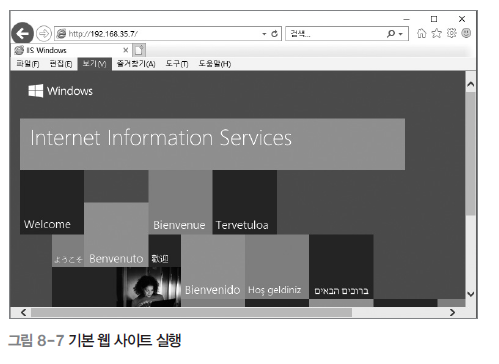 http://192.168.35.7/
검색...
IIS Windows
파일(F) 편집(E) 보기(V) 즐겨찾기(A) 도구(T) 도움말(H)
Windows
Internet Information Services
Welcome
Bienvenue
Tervetuloa
ようこそ
Benvenuto
歡迎
Bienvenido
Hoş geldiniz
ברוכים הבאים
그림 8-7 기본 웹 사이트 실행